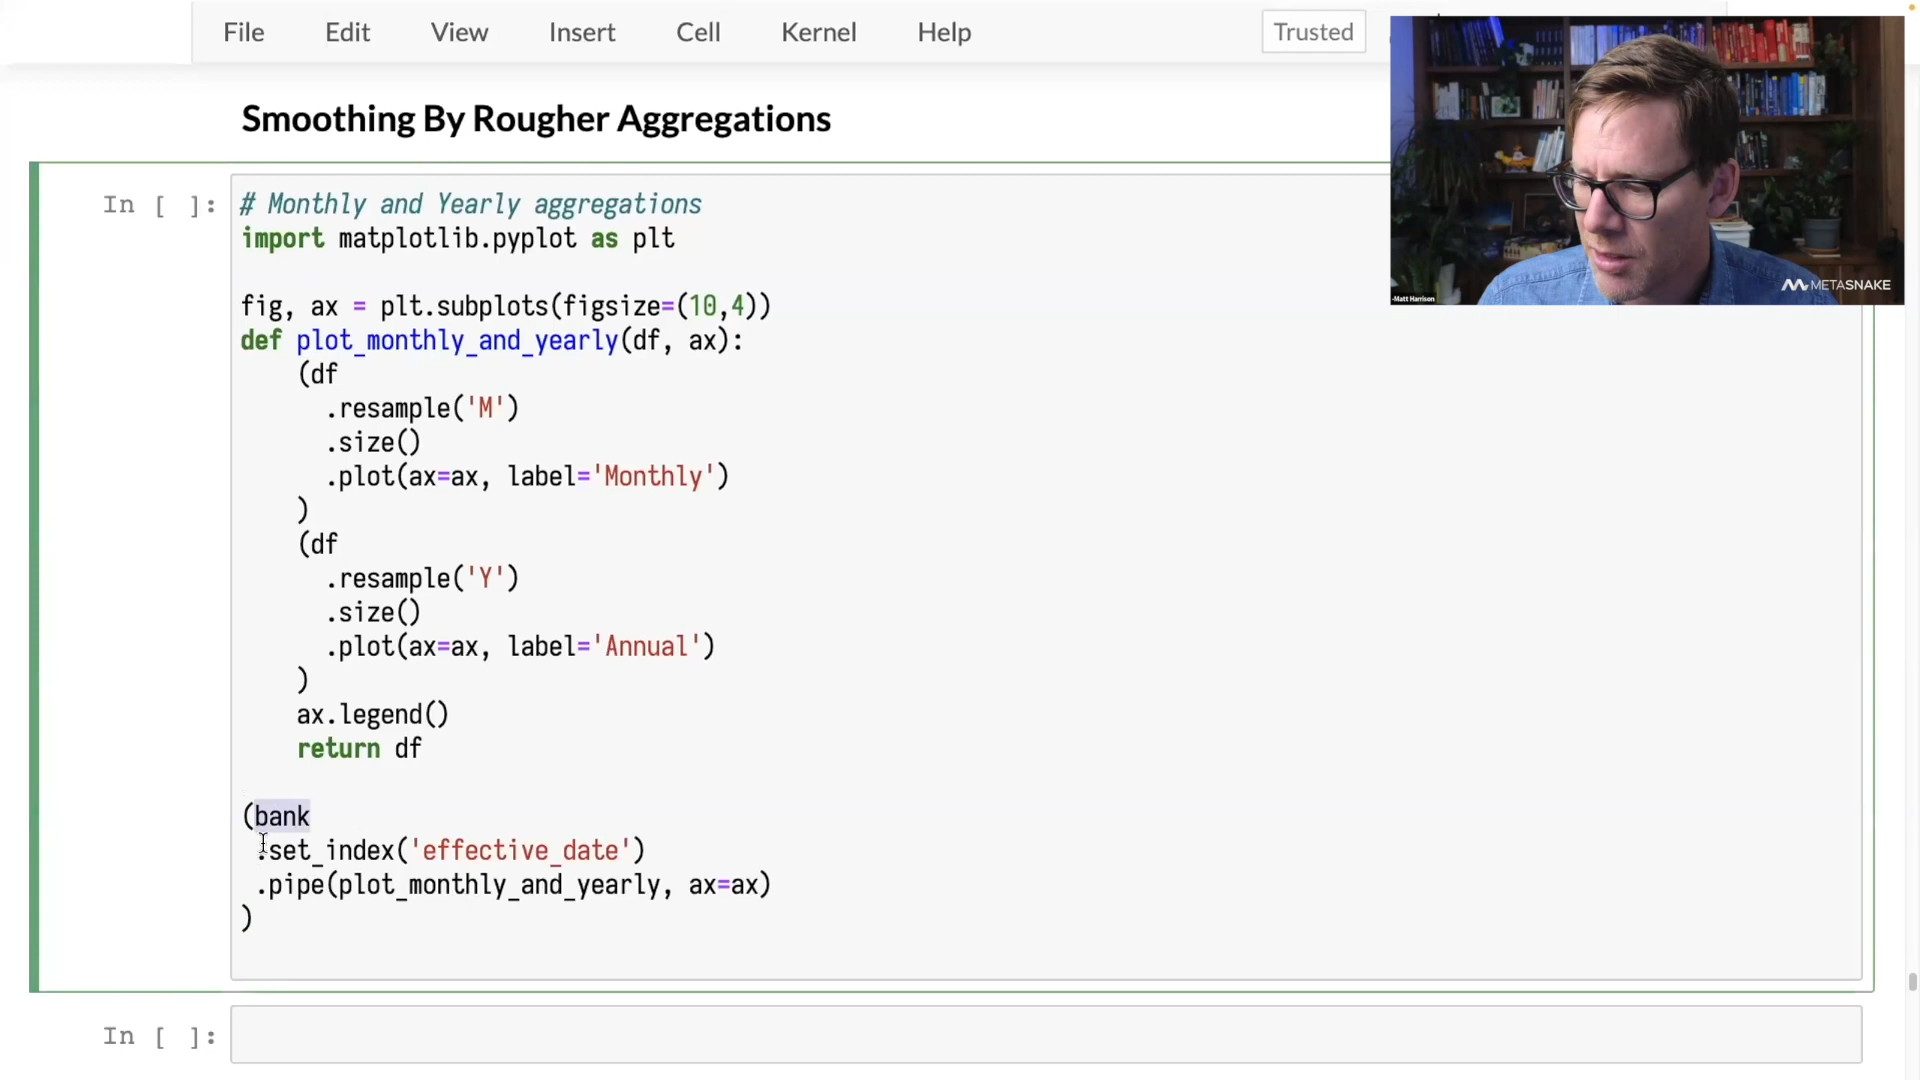 File Edit View Insert Cell Kernel Help Trusted
Smoothing By Rougher Aggregations
In [ ]:
# Monthly and Yearly aggregations
import matplotlib.pyplot as plt
fig, ax = plt.subplots(figsize=(10,4))
def plot_monthly_and_yearly(df, ax):
    (df
      .resample('M')
      .size()
      .plot(ax=ax, label='Monthly')
    )
    (df
      .resample('Y')
      .size()
      .plot(ax=ax, label='Annual')
    )
    ax.legend()
    return df
(bank
 .set_index('effective_date')
 .pipe(plot_monthly_and_yearly, ax=ax)
)
In [ ]:
METASNAKE
-Matt Harrison